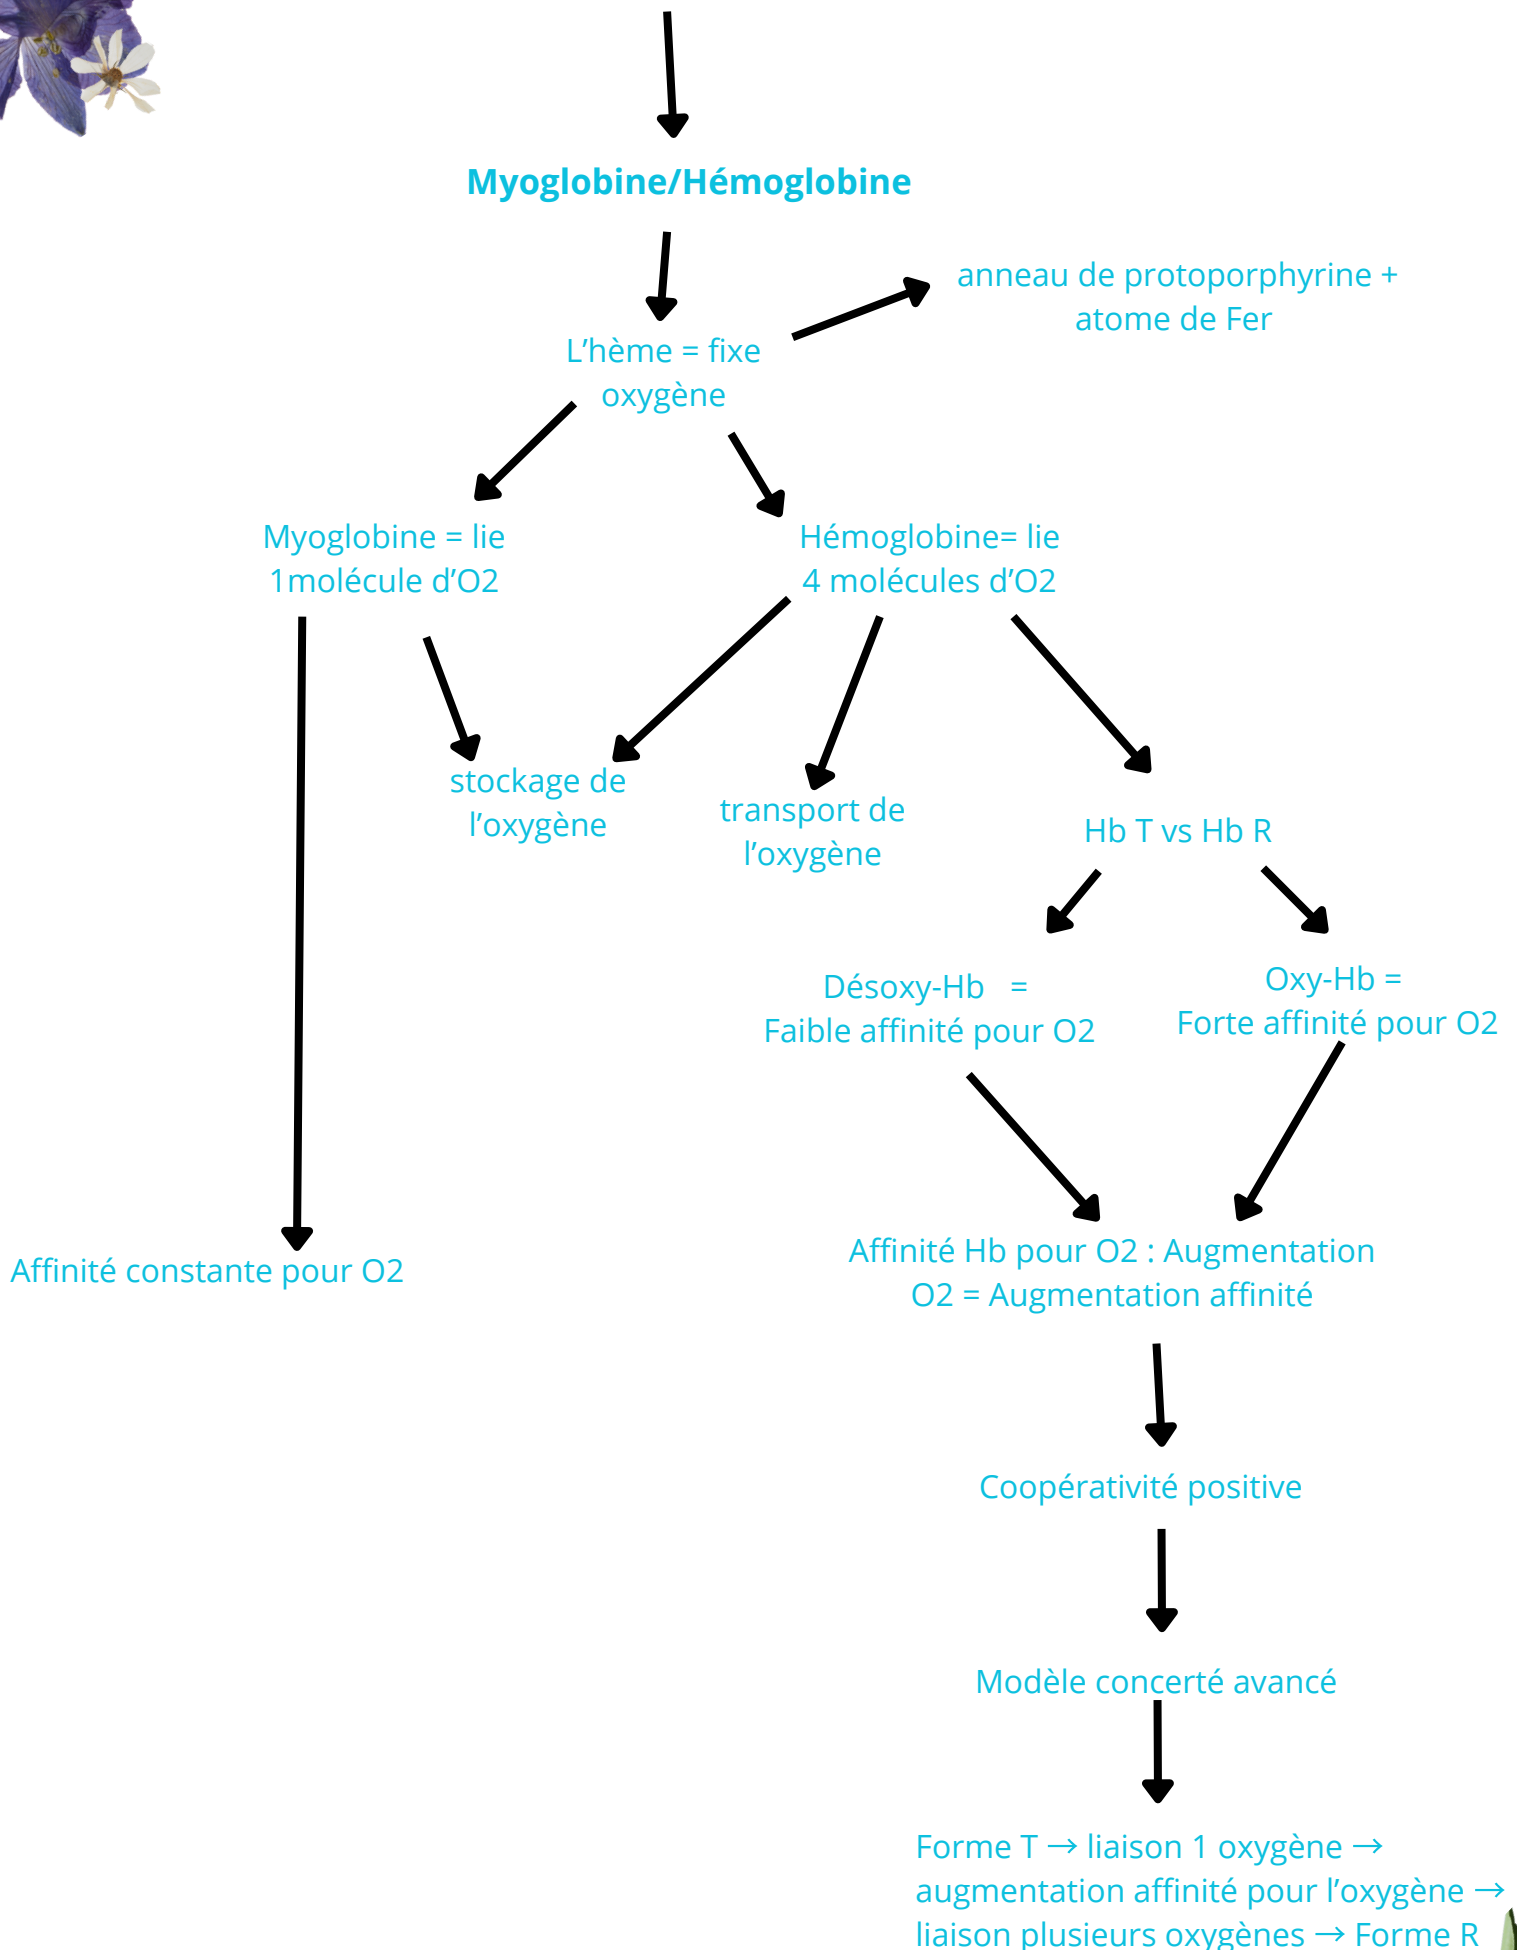 Myoglobine/Hémoglobine
anneau de protoporphyrine +
atome de Fer
L’hème = fixe
oxygène
Myoglobine = lie
1molécule d’O2
Hémoglobine= lie
4 molécules d’O2
stockage de
l’oxygène
transport de
l’oxygène
Hb T vs Hb R
Désoxy-Hb =
Faible affinité pour O2
Oxy-Hb =
Forte affinité pour O2
Affinité constante pour O2
Affinité Hb pour O2 : Augmentation
O2 = Augmentation affinité
Coopérativité positive
Modèle concerté avancé
Forme T → liaison 1 oxygène →
augmentation affinité pour l’oxygène →
liaison plusieurs oxygènes → Forme R